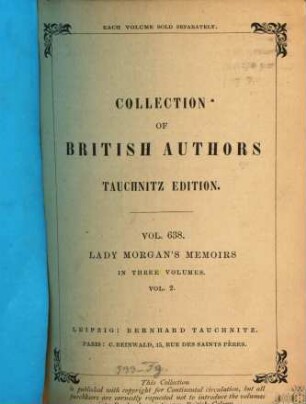 EACH VOLUME SOLD SEPARATELY.
COLLECTION
OF
BRITISH AUTHORS
TAUCHNITZ EDITION.
VOL. 638.
LADY MORGAN'S MEMOIRS
IN THREE VOLUMES.
VOL. 2.
LEIPZIG: BERNHARD TAUCHNITZ.
PARIS: C. REINWALD, 15, RUE DES SAINTS PÈRES.
This Collection
is published with copyright for Continental circulation, but all
purchasers are earnestly requested not to introduce the volumes